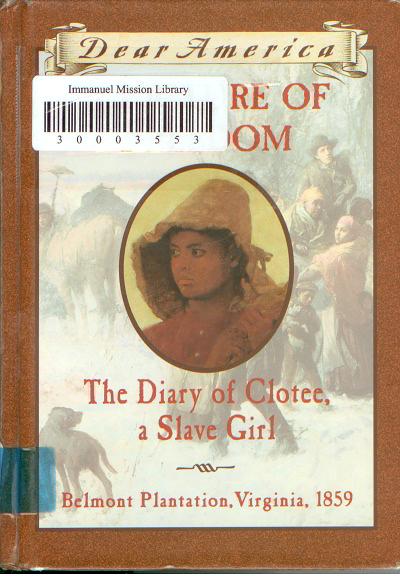 Dear America
Immanuel Mission Library
30003553
RE OF
DOM
The Diary of Clotee,
a Slave Girl
Belmont Plantation, Virginia, 1859